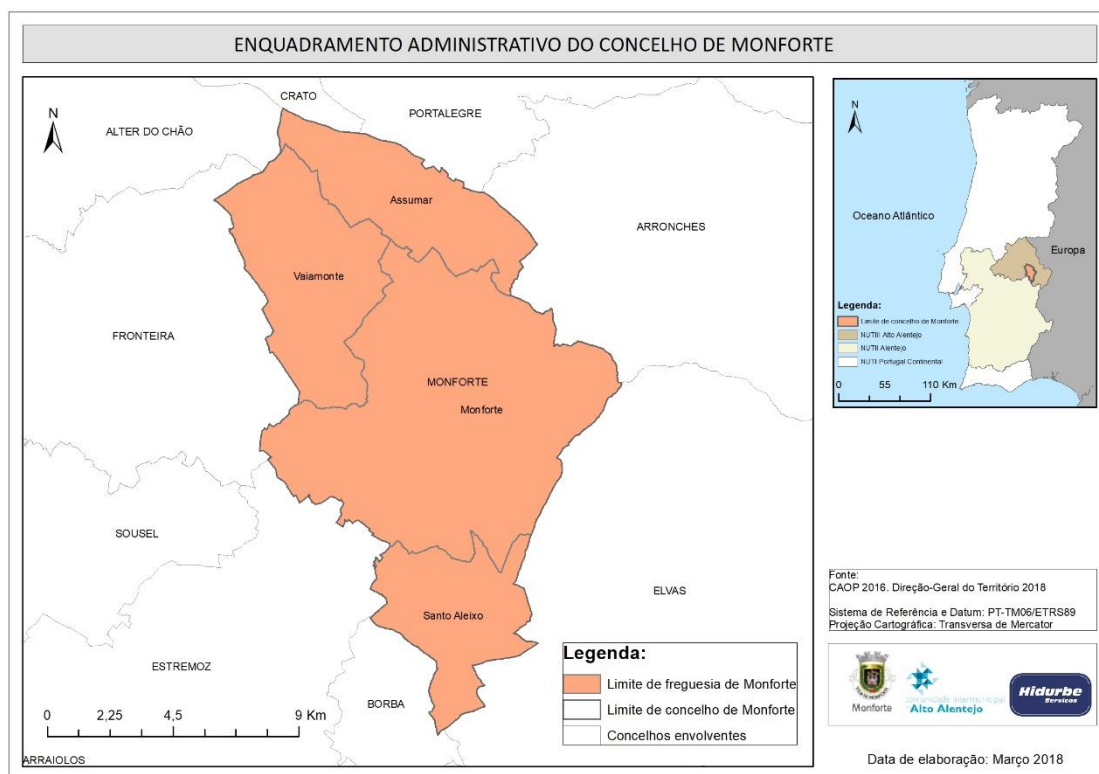 ENQUADRAMENTO ADMINISTRATIVO DO CONCELHO DE MONFORTE
N
CRATO
PORTALEGRE
ALTER DO CHÃO
Assumar
ARRONCHES
Vaiamonte
FRONTEIRA
MONFORTE
Monforte
SOUSEL
ELVAS
Santo Aleixo
ESTREMOZ
BORBA
ARRAIOLOS
0 2,25 4,5 9 Km
Legenda:
Limite de freguesia de Monforte
Limite de concelho de Monforte
Concelhos envolventes
N
Oceano Atlântico
Europa
Legenda:
Limite de concelho de Monforte
NUTIII Alto Alentejo
NUTII Alentejo
NUTI Portugal Continental
0 55 110 Km
Fonte:
CAOP 2016. Direção-Geral do Território 2018
Sistema de Referência e Datum: PT-TM06/ETRS89
Projeção Cartográfica: Transversa de Mercator
Monforte
comunidade intermunicipal
Alto Alentejo
Hidurbe
Serviços
Data de elaboração: Março 2018